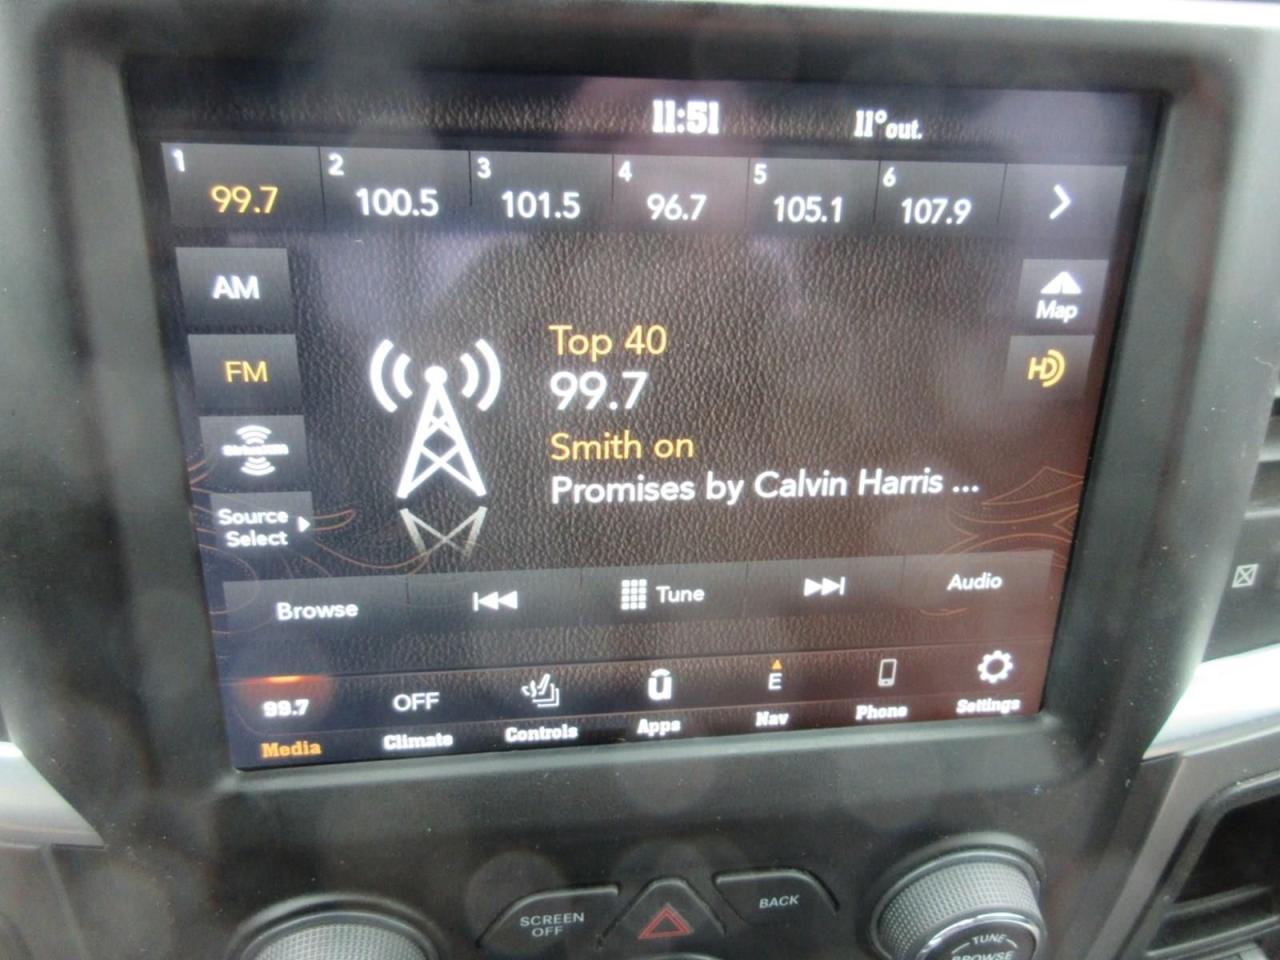 11:51 11° out.
1 2 3 4 5 6
99.7 100.5 101.5 96.7 105.1 107.9
AM
Map
FM
HD
Top 40
99.7
Smith on
Promises by Calvin Harris ...
SiriusXM
Source
Select
Browse Tune Audio
99.7 OFF E
Media Climate Controls Apps Nav Phone Settings
SCREEN
OFF
BACK
TUNE
BROWSE